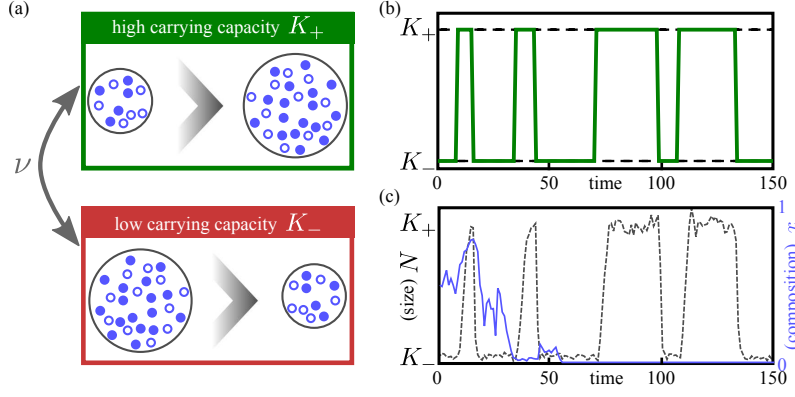 (a)
high carrying capacity K₊
ν
low carrying capacity K₋
(b)
K₊
K₋
0
50
time
100
150
(c)
K₊
(size) N
K₋
1
(composition) x
0
0
50
time
100
150